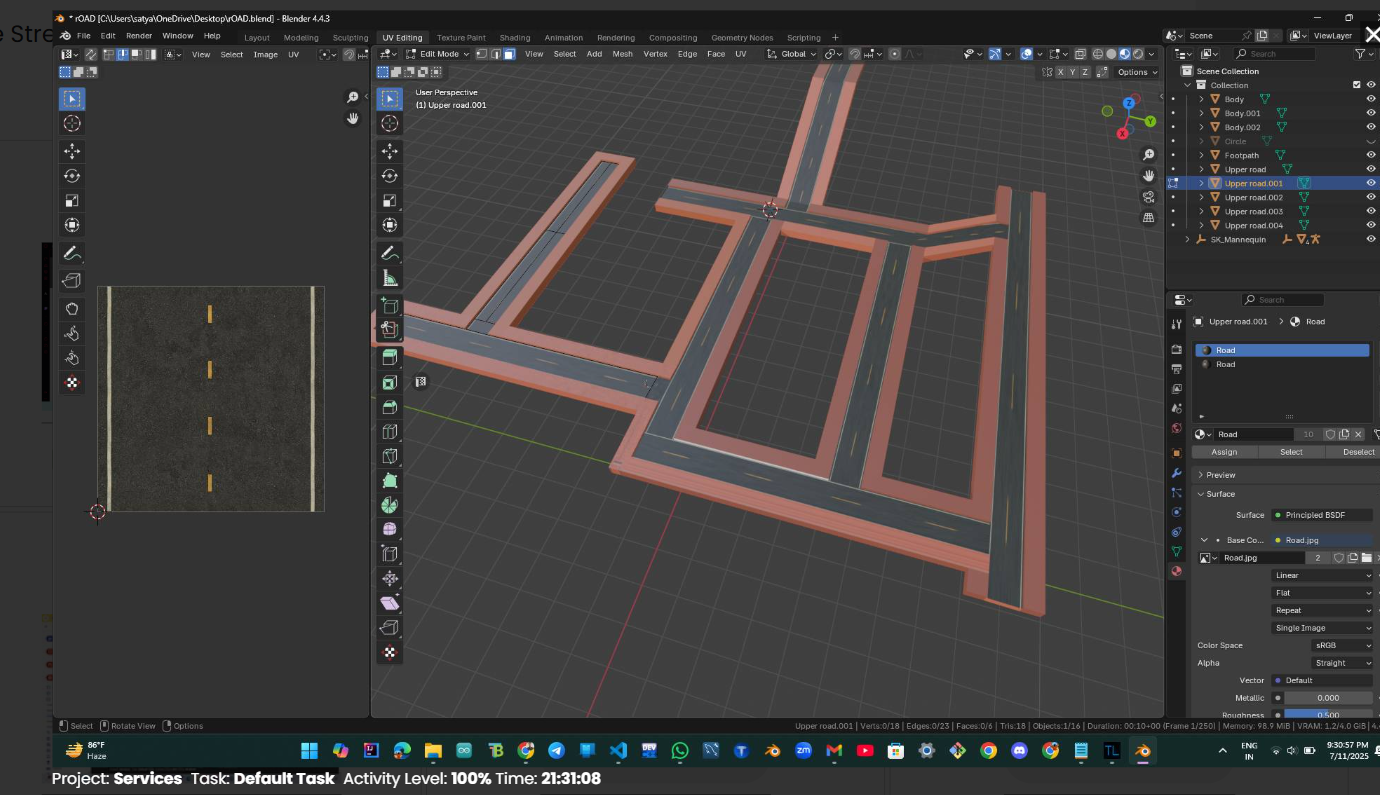 e Stre
* rOAD [C:\Users\satya\OneDrive\Desktop\rOAD.blend] - Blender 4.4.3
File Edit Render Window Help Layout Modeling Sculpting UV Editing Texture Paint Shading Animation Rendering Compositing Geometry Nodes Scripting + Scene ViewLayer
View Select Image UV Edit Mode View Select Add Mesh Vertex Edge Face UV Global Search
X Y Z Options
User Perspective
(1) Upper road.001
Z
Y
X
Scene Collection
Collection
Body
Body.001
Body.002
Circle
Footpath
Upper road
Upper road.001
Upper road.002
Upper road.003
Upper road.004
SK_Mannequin
Search
Upper road.001 > Road
Road
Road
Road 10
Assign Select Deselect
Preview
Surface
Surface Principled BSDF
Base Co... Road.jpg
Road.jpg 2
Linear
Flat
Repeat
Single Image
Color Space sRGB
Alpha Straight
Vector Default
Metallic 0.000
Roughness 0.500
Select Rotate View Options Upper road.001 | Verts:0/18 | Edges:0/23 | Faces:0/6 | Tris:18 | Objects:1/16 | Duration: 00:10+00 (Frame 1/250) | Memory: 98.9 MiB | VRAM: 1.2/4.0 GiB | 4.
86°F
Haze
ENG
IN
9:30:57 PM
7/11/2025
Project: Services Task: Default Task Activity Level: 100% Time: 21:31:08